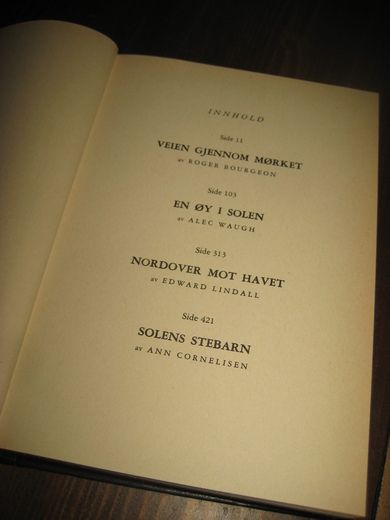 INNHOLD
Side 11
VEIEN GJENNOM MØRKET
av ROGER BOURGEON
Side 103
EN ØY I SOLEN
av ALEC WAUGH
Side 313
NORDOVER MOT HAVET
av EDWARD LINDALL
Side 421
SOLENS STEBARN
av ANN CORNELISEN